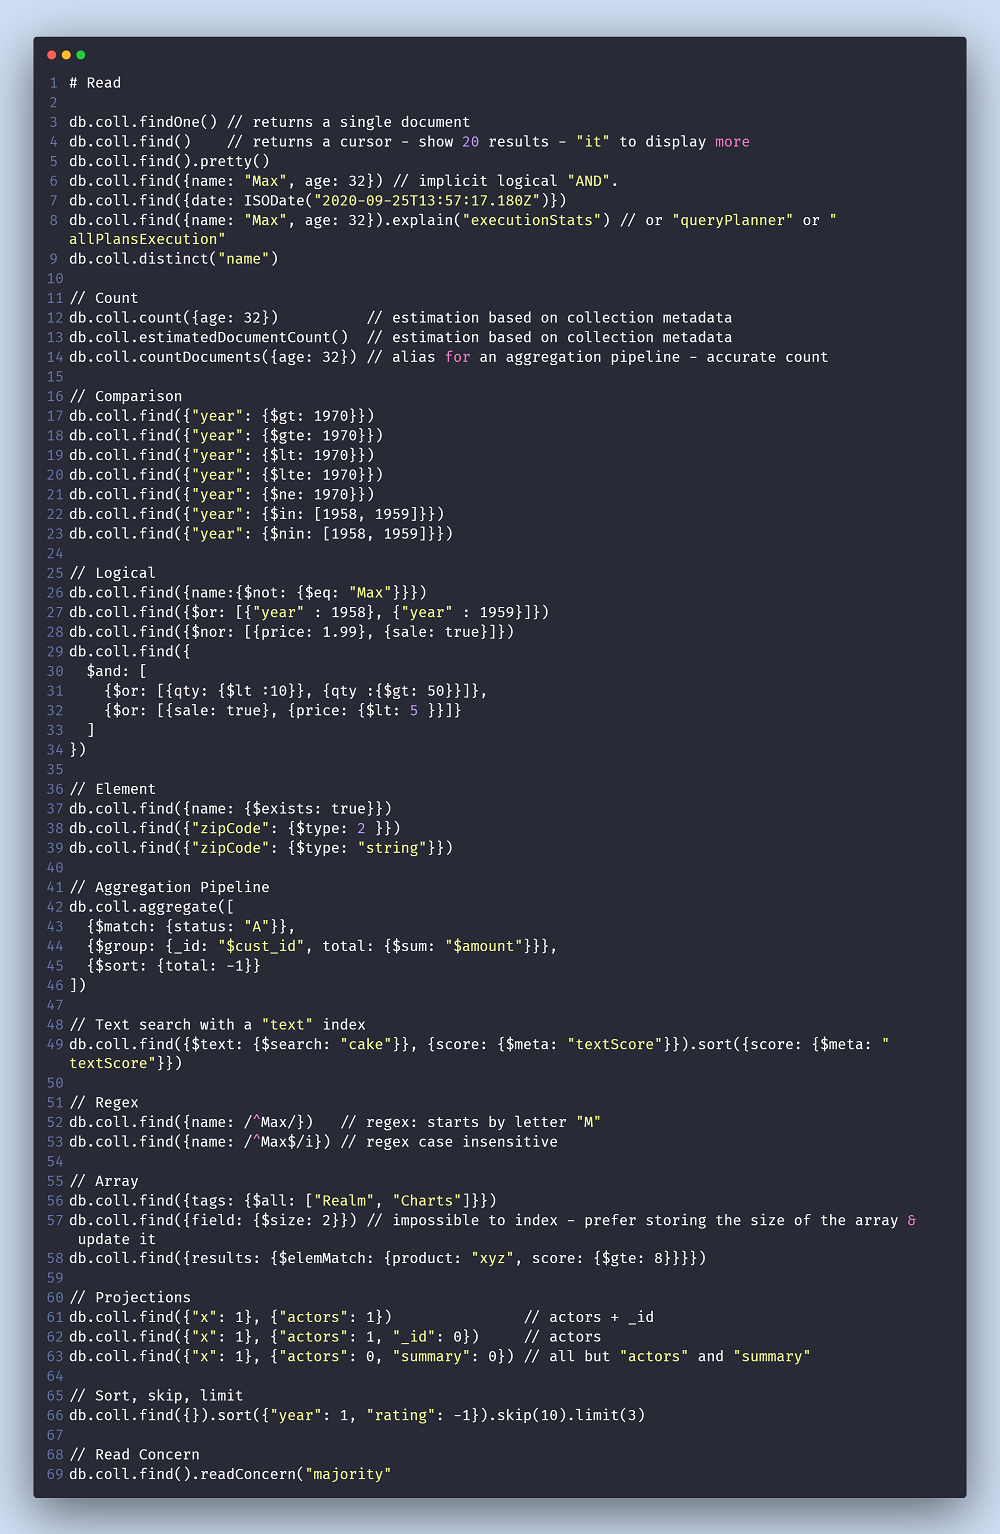 1 # Read
2
3 db.coll.findOne() // returns a single document
4 db.coll.find()    // returns a cursor - show 20 results - "it" to display more
5 db.coll.find().pretty()
6 db.coll.find({name: "Max", age: 32}) // implicit logical "AND".
7 db.coll.find({date: ISODate("2020-09-25T13:57:17.180Z")})
8 db.coll.find({name: "Max", age: 32}).explain("executionStats") // or "queryPlanner" or "
allPlansExecution"
9 db.coll.distinct("name")
10
11 // Count
12 db.coll.count({age: 32})          // estimation based on collection metadata
13 db.coll.estimatedDocumentCount()  // estimation based on collection metadata
14 db.coll.countDocuments({age: 32}) // alias for an aggregation pipeline - accurate count
15
16 // Comparison
17 db.coll.find({"year": {$gt: 1970}})
18 db.coll.find({"year": {$gte: 1970}})
19 db.coll.find({"year": {$lt: 1970}})
20 db.coll.find({"year": {$lte: 1970}})
21 db.coll.find({"year": {$ne: 1970}})
22 db.coll.find({"year": {$in: [1958, 1959]}})
23 db.coll.find({"year": {$nin: [1958, 1959]}})
24
25 // Logical
26 db.coll.find({name:{$not: {$eq: "Max"}}})
27 db.coll.find({$or: [{"year" : 1958}, {"year" : 1959}]})
28 db.coll.find({$nor: [{price: 1.99}, {sale: true}]})
29 db.coll.find({
30   $and: [
31     {$or: [{qty: {$lt :10}}, {qty :{$gt: 50}}]},
32     {$or: [{sale: true}, {price: {$lt: 5 }}]}
33   ]
34 })
35
36 // Element
37 db.coll.find({name: {$exists: true}})
38 db.coll.find({"zipCode": {$type: 2 }})
39 db.coll.find({"zipCode": {$type: "string"}})
40
41 // Aggregation Pipeline
42 db.coll.aggregate([
43   {$match: {status: "A"}},
44   {$group: {_id: "$cust_id", total: {$sum: "$amount"}}},
45   {$sort: {total: -1}}
46 ])
47
48 // Text search with a "text" index
49 db.coll.find({$text: {$search: "cake"}}, {score: {$meta: "textScore"}}).sort({score: {$meta: "
textScore"}})
50
51 // Regex
52 db.coll.find({name: /^Max/})   // regex: starts by letter "M"
53 db.coll.find({name: /^Max$/i}) // regex case insensitive
54
55 // Array
56 db.coll.find({tags: {$all: ["Realm", "Charts"]}})
57 db.coll.find({field: {$size: 2}}) // impossible to index - prefer storing the size of the array &
 update it
58 db.coll.find({results: {$elemMatch: {product: "xyz", score: {$gte: 8}}}})
59
60 // Projections
61 db.coll.find({"x": 1}, {"actors": 1})               // actors + _id
62 db.coll.find({"x": 1}, {"actors": 1, "_id": 0})     // actors
63 db.coll.find({"x": 1}, {"actors": 0, "summary": 0}) // all but "actors" and "summary"
64
65 // Sort, skip, limit
66 db.coll.find({}).sort({"year": 1, "rating": -1}).skip(10).limit(3)
67
68 // Read Concern
69 db.coll.find().readConcern("majority"